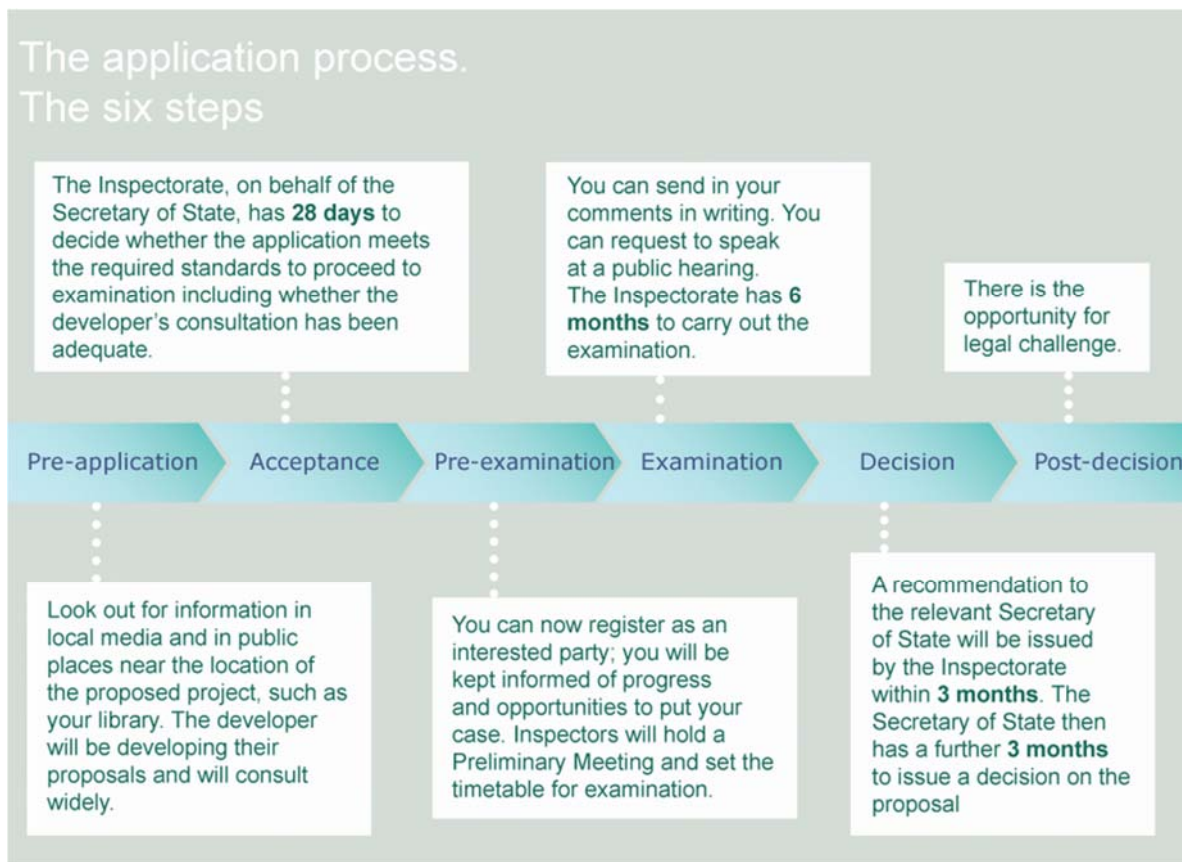 The application process.
The six steps
The Inspectorate, on behalf of the
Secretary of State, has 28 days to
decide whether the application meets
the required standards to proceed to
examination including whether the
developer's consultation has been
adequate.
You can send in your
comments in writing. You
can request to speak
at a public hearing.
The Inspectorate has 6
months to carry out the
examination.
There is the
opportunity for
legal challenge.
Pre-application
Acceptance
Pre-examination
Examination
Decision
Post-decision
Look out for information in
local media and in public
places near the location of
the proposed project, such as
your library. The developer
will be developing their
proposals and will consult
widely.
You can now register as an
interested party; you will be
kept informed of progress
and opportunities to put your
case. Inspectors will hold a
Preliminary Meeting and set the
timetable for examination.
A recommendation to
the relevant Secretary
of State will be issued
by the Inspectorate
within 3 months. The
Secretary of State then
has a further 3 months
to issue a decision on the
proposal